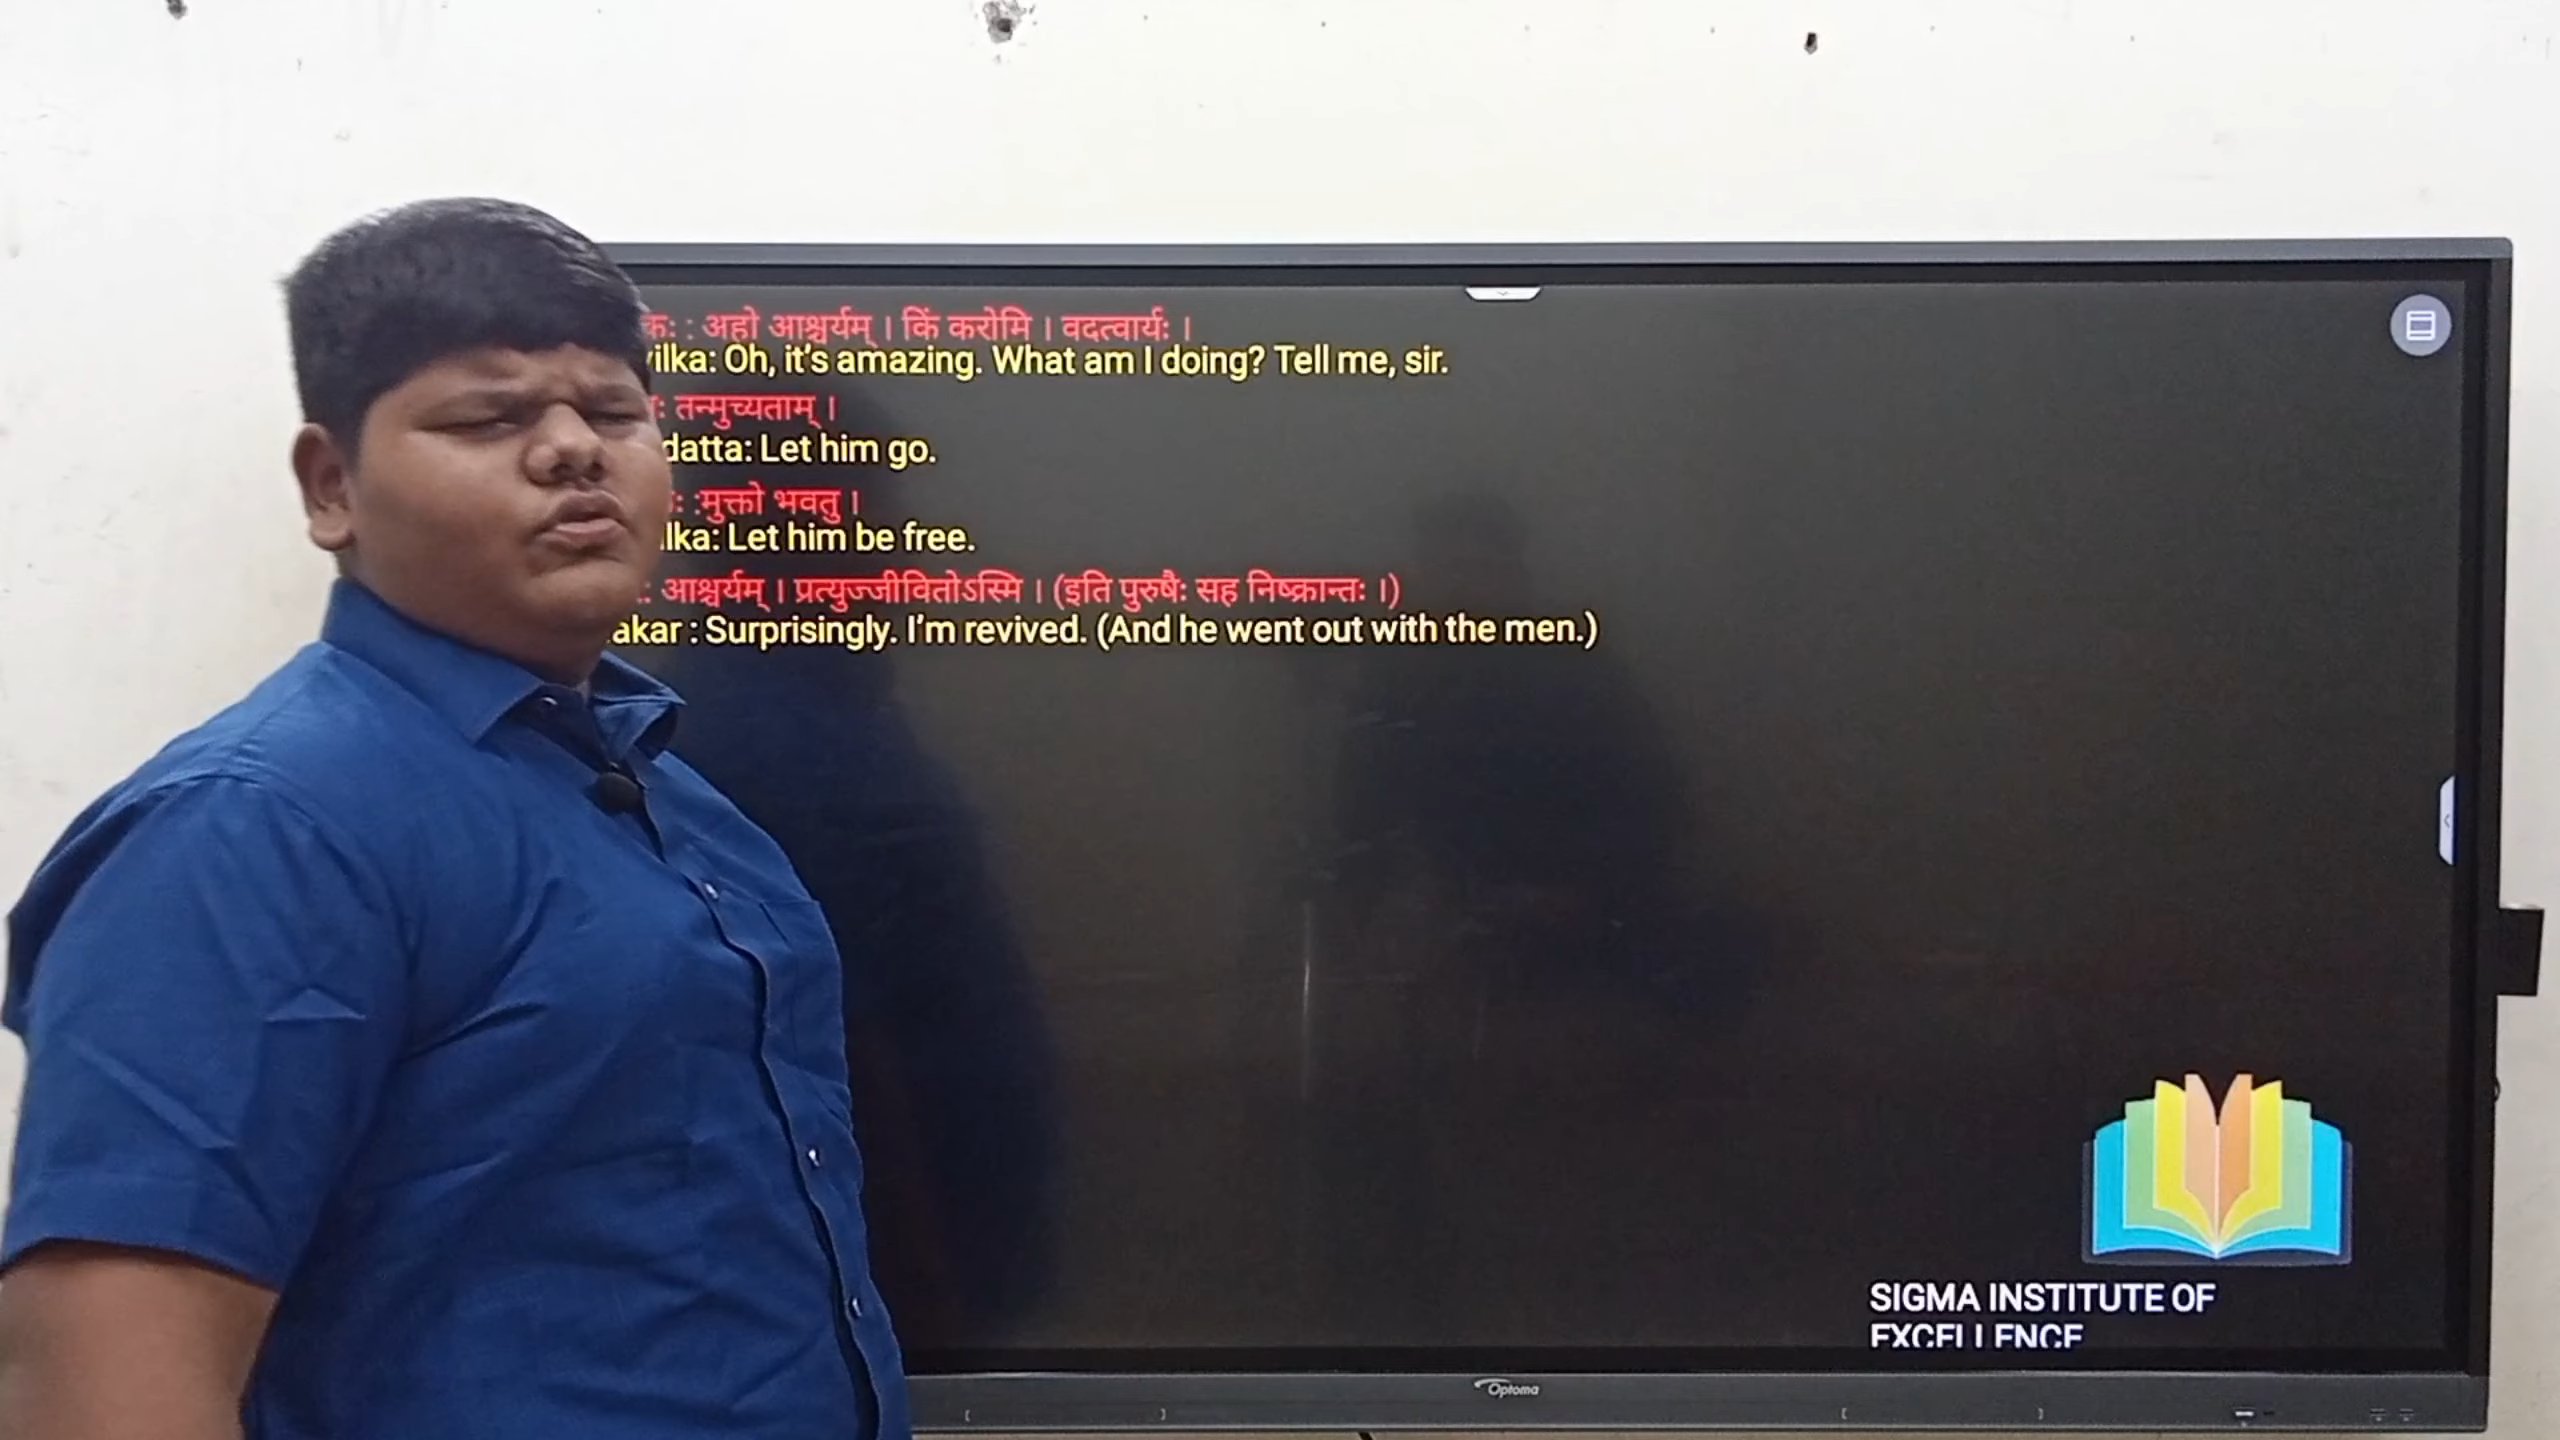 अहो आश्चर्यम् । किं करोमि । वदत्वार्यः ।
Oh, it's amazing. What am I doing? Tell me, sir.
तन्मुच्यताम् ।
datta: Let him go.
मुक्तो भवतु ।
lka: Let him be free.
आश्चर्यम् । प्रत्युज्जीवितोऽस्मि । (इति पुरुषैः सह निष्क्रान्तः ।)
akar : Surprisingly. I'm revived. (And he went out with the men.)
SIGMA INSTITUTE OF
EXCELLENCE
Optoma